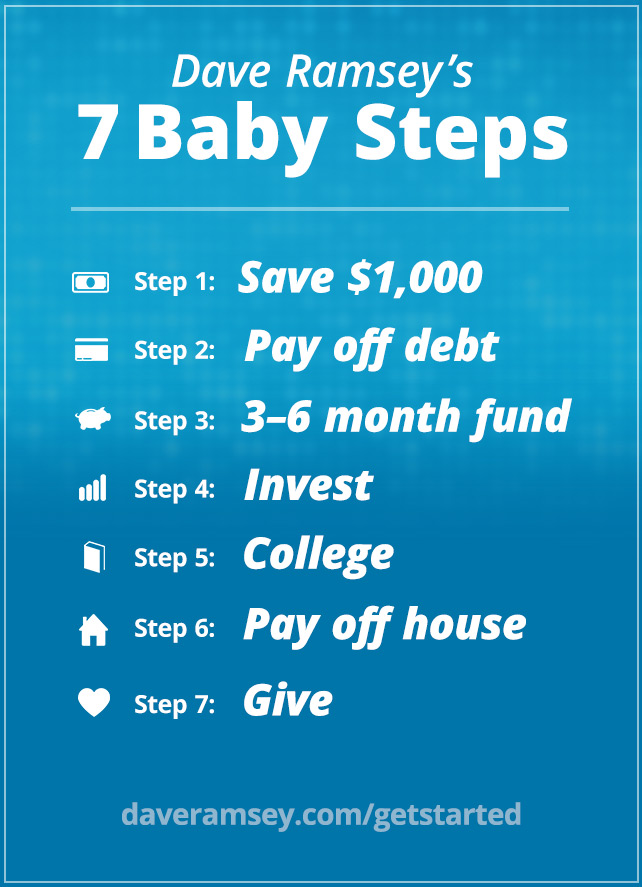 Dave Ramsey's
7 Baby Steps
Step 1: Save $1,000
Step 2: Pay off debt
Step 3: 3–6 month fund
Step 4: Invest
Step 5: College
Step 6: Pay off house
Step 7: Give
daveramsey.com/getstarted